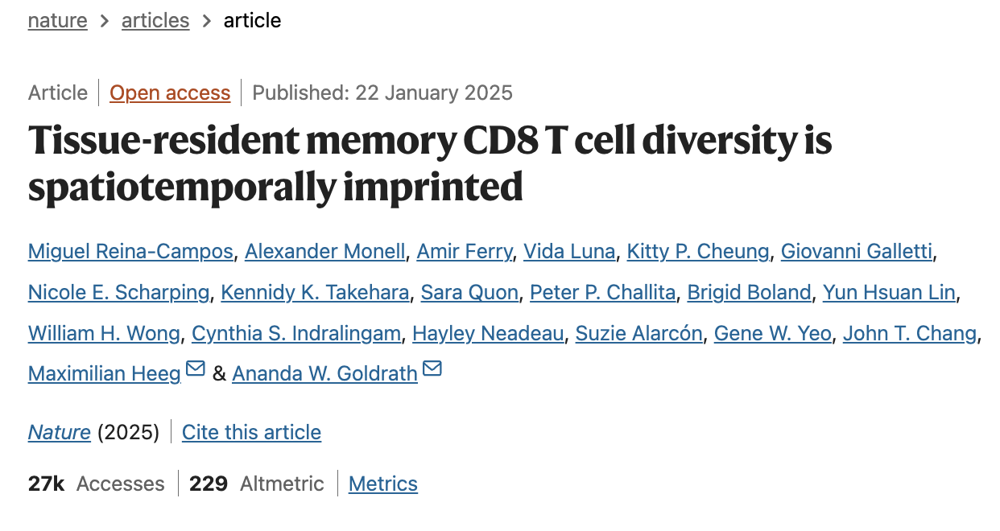 nature > articles > article
Article | Open access | Published: 22 January 2025
Tissue-resident memory CD8 T cell diversity is
spatiotemporally imprinted
Miguel Reina-Campos, Alexander Monell, Amir Ferry, Vida Luna, Kitty P. Cheung, Giovanni Galletti,
Nicole E. Scharping, Kennidy K. Takehara, Sara Quon, Peter P. Challita, Brigid Boland, Yun Hsuan Lin,
William H. Wong, Cynthia S. Indralingam, Hayley Neadeau, Suzie Alarcón, Gene W. Yeo, John T. Chang,
Maximilian Heeg & Ananda W. Goldrath
Nature (2025) | Cite this article
27k Accesses | 229 Altmetric | Metrics